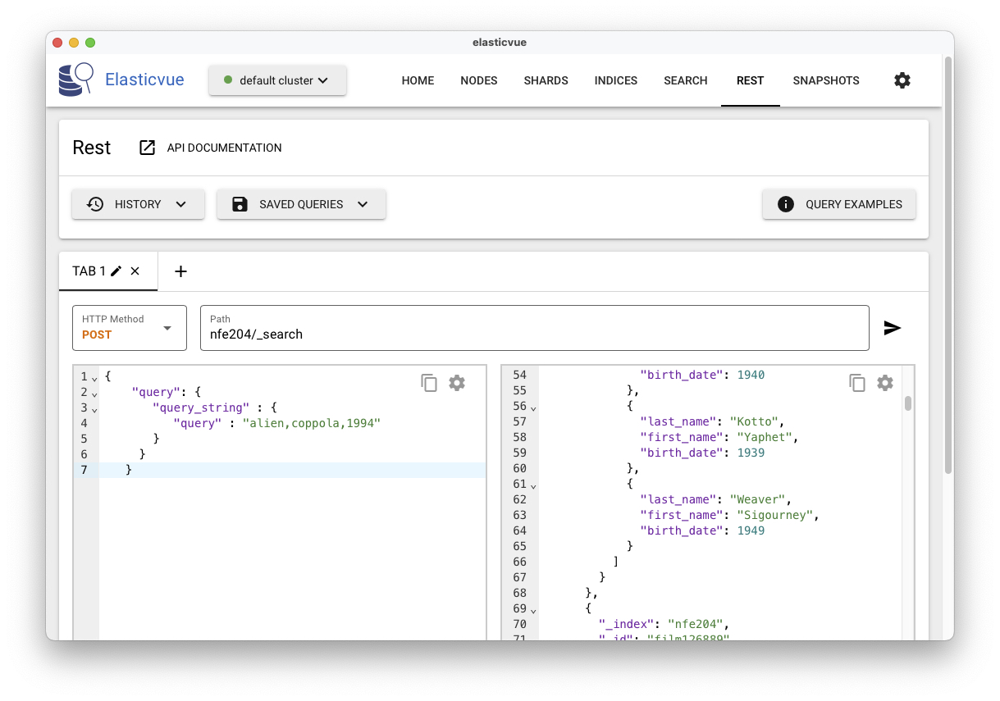 elasticvue
Elasticvue
default cluster
HOME
NODES
SHARDS
INDICES
SEARCH
REST
SNAPSHOTS
Rest
API DOCUMENTATION
HISTORY
SAVED QUERIES
QUERY EXAMPLES
TAB 1
HTTP Method
POST
Path
nfe204/_search
1 {
2 "query": {
3 "query_string" : {
4 "query" : "alien,coppola,1994"
5 }
6 }
7 }
54 "birth_date": 1940
55 },
56 {
57 "last_name": "Kotto",
58 "first_name": "Yaphet",
59 "birth_date": 1939
60 },
61 {
62 "last_name": "Weaver",
63 "first_name": "Sigourney",
64 "birth_date": 1949
65 }
66 ]
67 }
68 },
69 {
70 "_index": "nfe204",
71 "_id": "film126889"